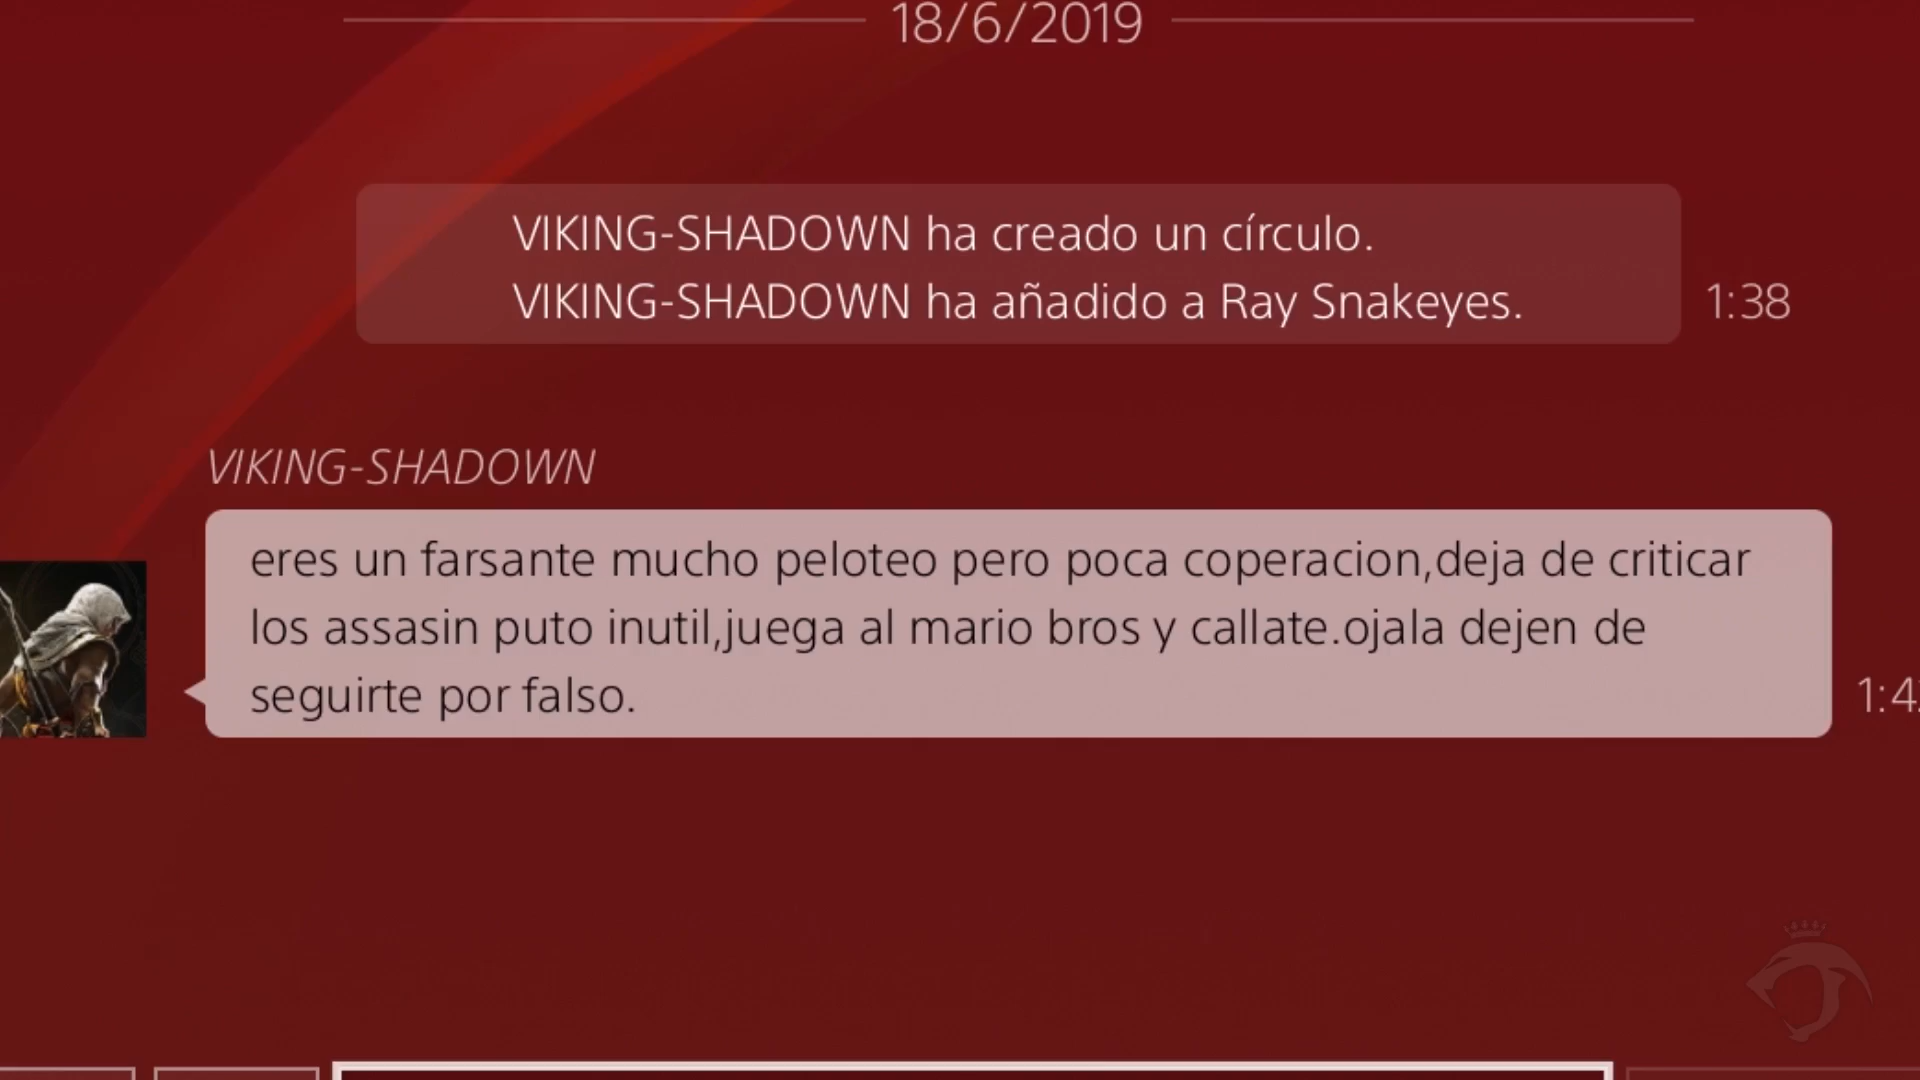 18/6/2019
VIKING-SHADOWN ha creado un círculo.
VIKING-SHADOWN ha añadido a Ray Snakeyes.
1:38
VIKING-SHADOWN
eres un farsante mucho peloteo pero poca coperacion,deja de criticar
los assasin puto inutil,juega al mario bros y callate.ojala dejen de
seguirte por falso.